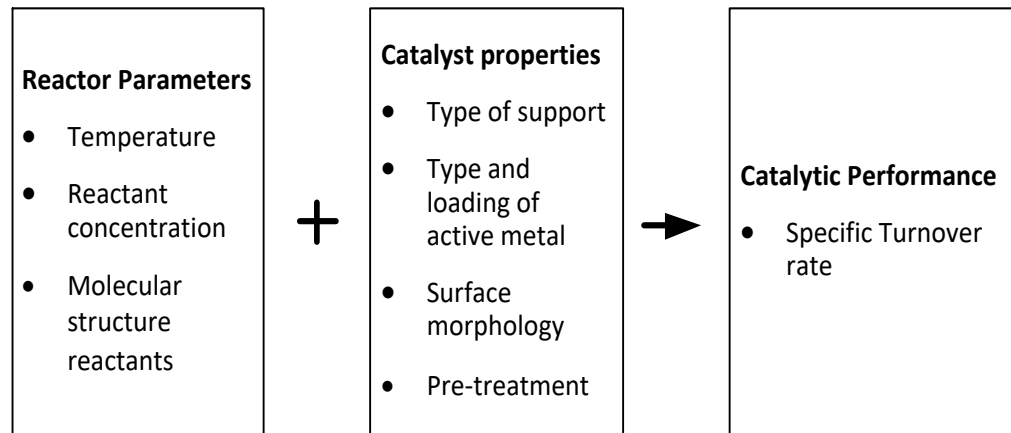 Reactor Parameters
• Temperature
• Reactant
concentration
• Molecular
structure
reactants
+
Catalyst properties
• Type of support
• Type and
loading of
active metal
• Surface
morphology
• Pre-treatment
Catalytic Performance
• Specific Turnover
rate